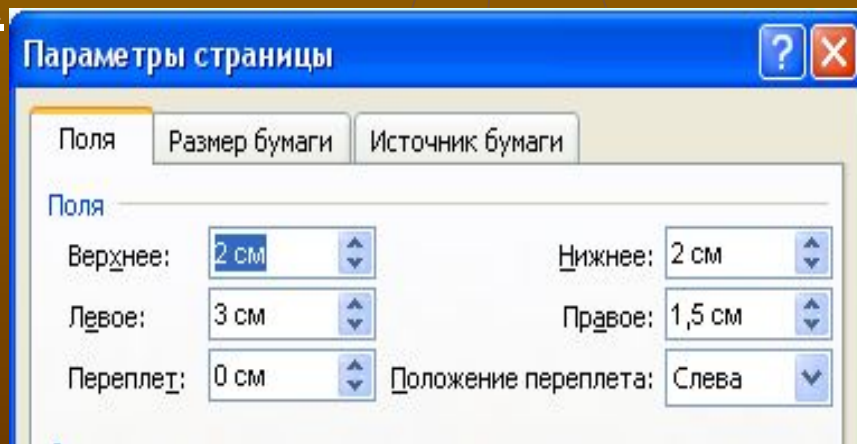 Параметры страницы
Поля Размер бумаги Источник бумаги
Поля
Верхнее: 2 см Нижнее: 2 см
Левое: 3 см Правое: 1,5 см
Переплет: 0 см Положение переплета: Слева